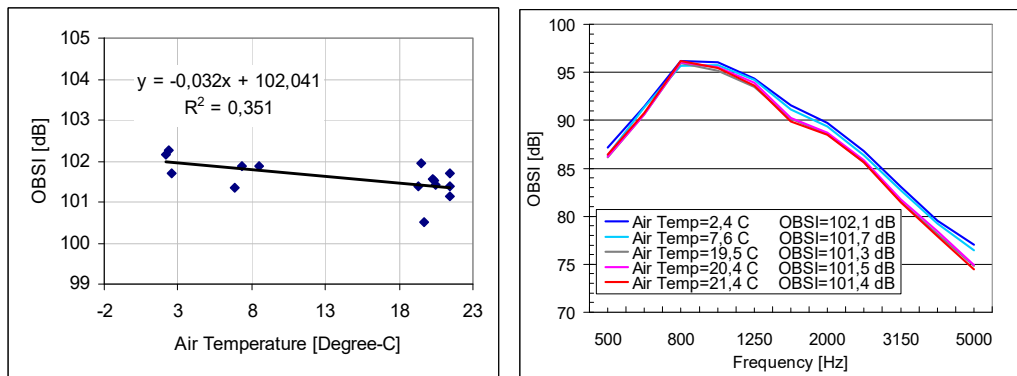 105
104
103
102
101
100
99
OBSI [dB]
y = -0,032x + 102,041
R² = 0,351
-2 3 8 13 18 23
Air Temperature [Degree-C]
100
95
90
85
80
75
70
OBSI [dB]
Air Temp=2,4 C OBSI=102,1 dB
Air Temp=7,6 C OBSI=101,7 dB
Air Temp=19,5 C OBSI=101,3 dB
Air Temp=20,4 C OBSI=101,5 dB
Air Temp=21,4 C OBSI=101,4 dB
500 800 1250 2000 3150 5000
Frequency [Hz]